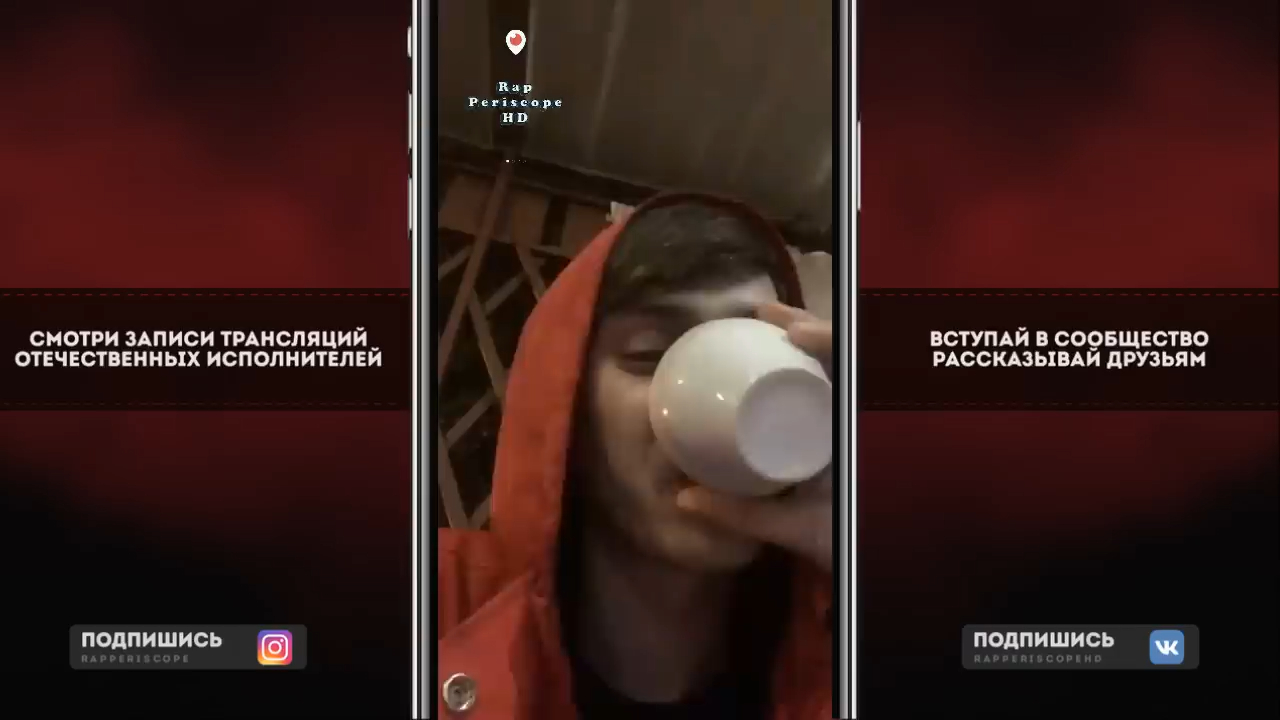 Rap
Periscope
HD
СМОТРИ ЗАПИСИ ТРАНСЛЯЦИЙ
ОТЕЧЕСТВЕННЫХ ИСПОЛНИТЕЛЕЙ
ВСТУПАЙ В СООБЩЕСТВО
РАССКАЗЫВАЙ ДРУЗЬЯМ
ПОДПИШИСЬ
RAPPERISCOPE
ПОДПИШИСЬ
RAPPERISCOPEHD